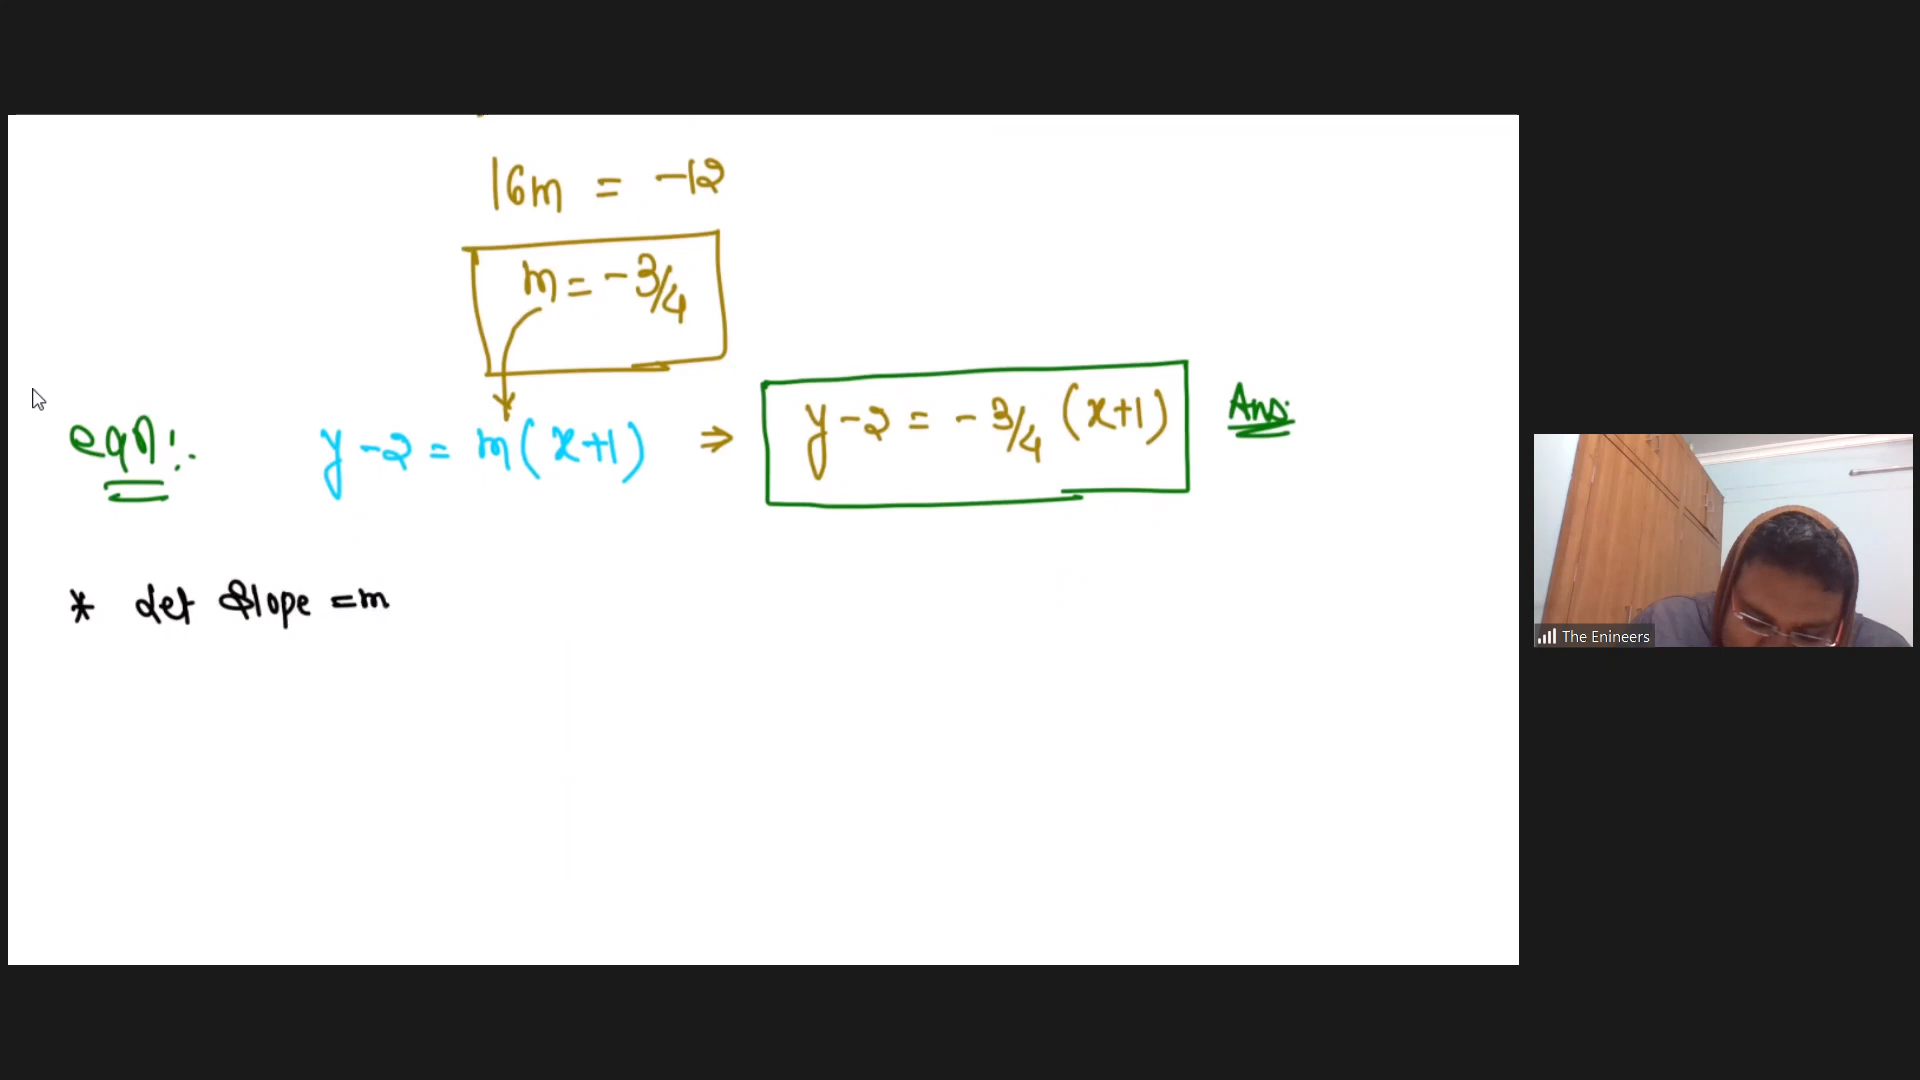 16m = -12
m = -3/4
eqn:. y-2 = m(x+1) ⇒ y-2 = -3/4 (x+1) Ans:
* Let Slope = m
The Enineers